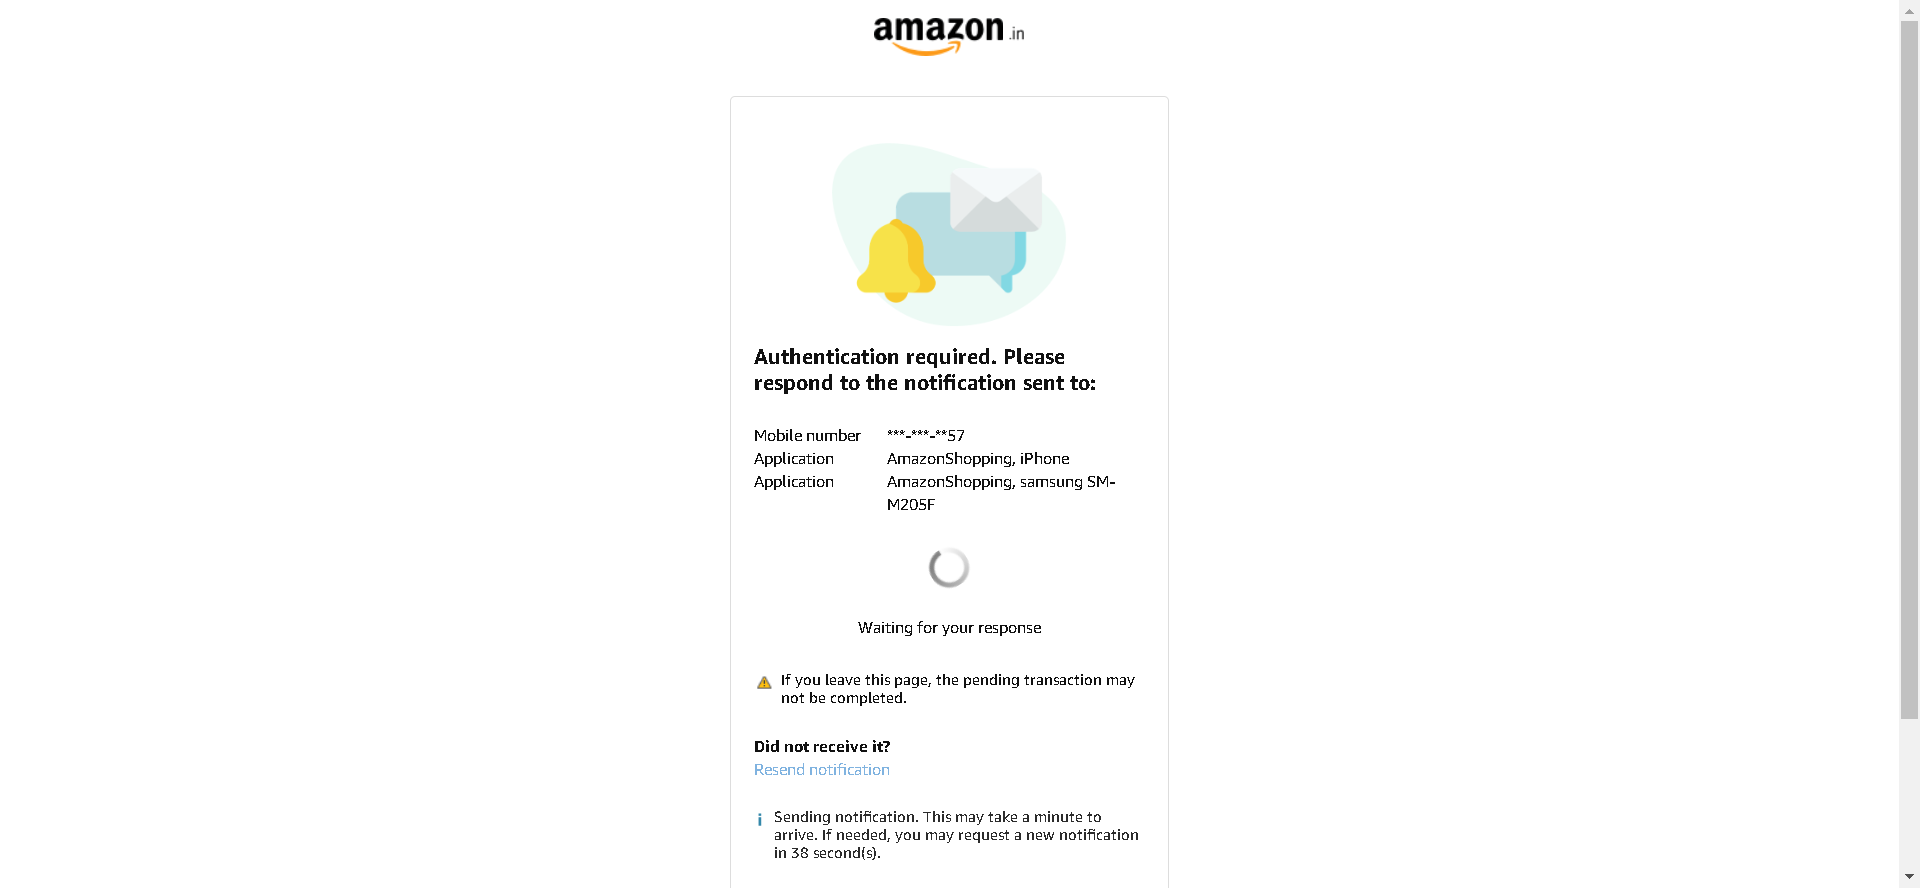 amazon.in
Authentication required. Please
respond to the notification sent to:
Mobile number ***-***-**57
Application AmazonShopping, iPhone
Application AmazonShopping, samsung SM-
M205F
Waiting for your response
If you leave this page, the pending transaction may
not be completed.
Did not receive it?
Resend notification
Sending notification. This may take a minute to
arrive. If needed, you may request a new notification
in 38 second(s).